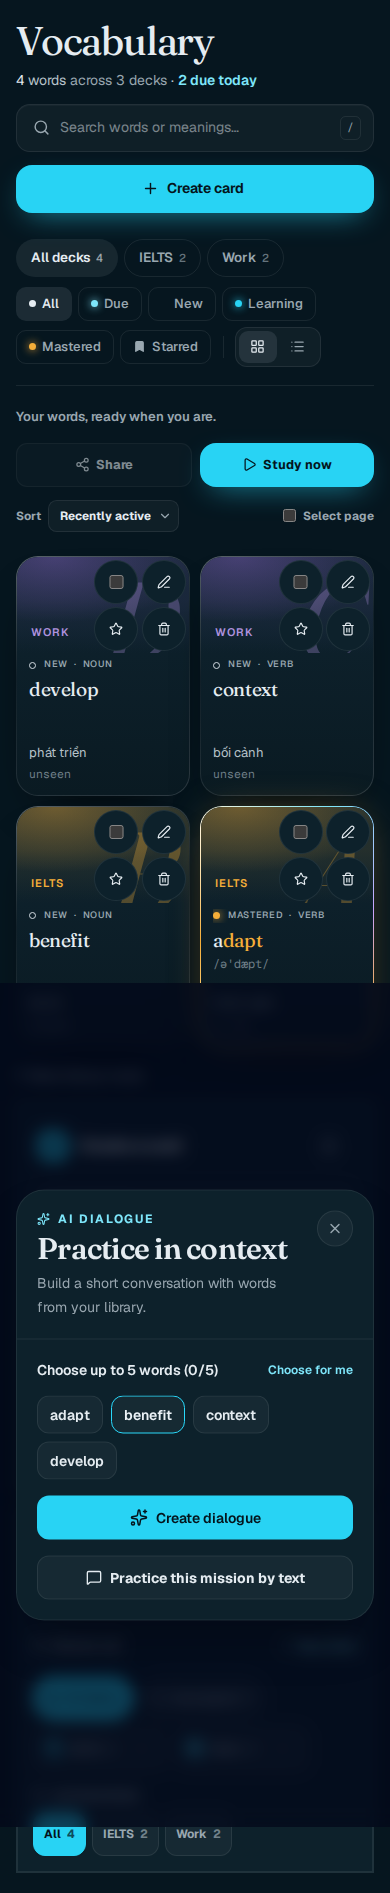 Vocabulary
4 words across 3 decks · 2 due today
Search words or meanings… /
Create card
All decks 4 IELTS 2 Work 2
All Due New Learning
Mastered Starred
Your words, ready when you are.
Share Study now
Sort Recently active Select page
WORK WORK
NEW · NOUN NEW · VERB
develop context
phát triển bối cảnh
unseen unseen
IELTS IELTS
NEW · NOUN MASTERED · VERB
benefit adapt
/əˈdæpt/
AI DIALOGUE
Practice in context
Build a short conversation with words
from your library.
Choose up to 5 words (0/5) Choose for me
adapt benefit context
develop
Create dialogue
Practice this mission by text
All 4 IELTS 2 Work 2